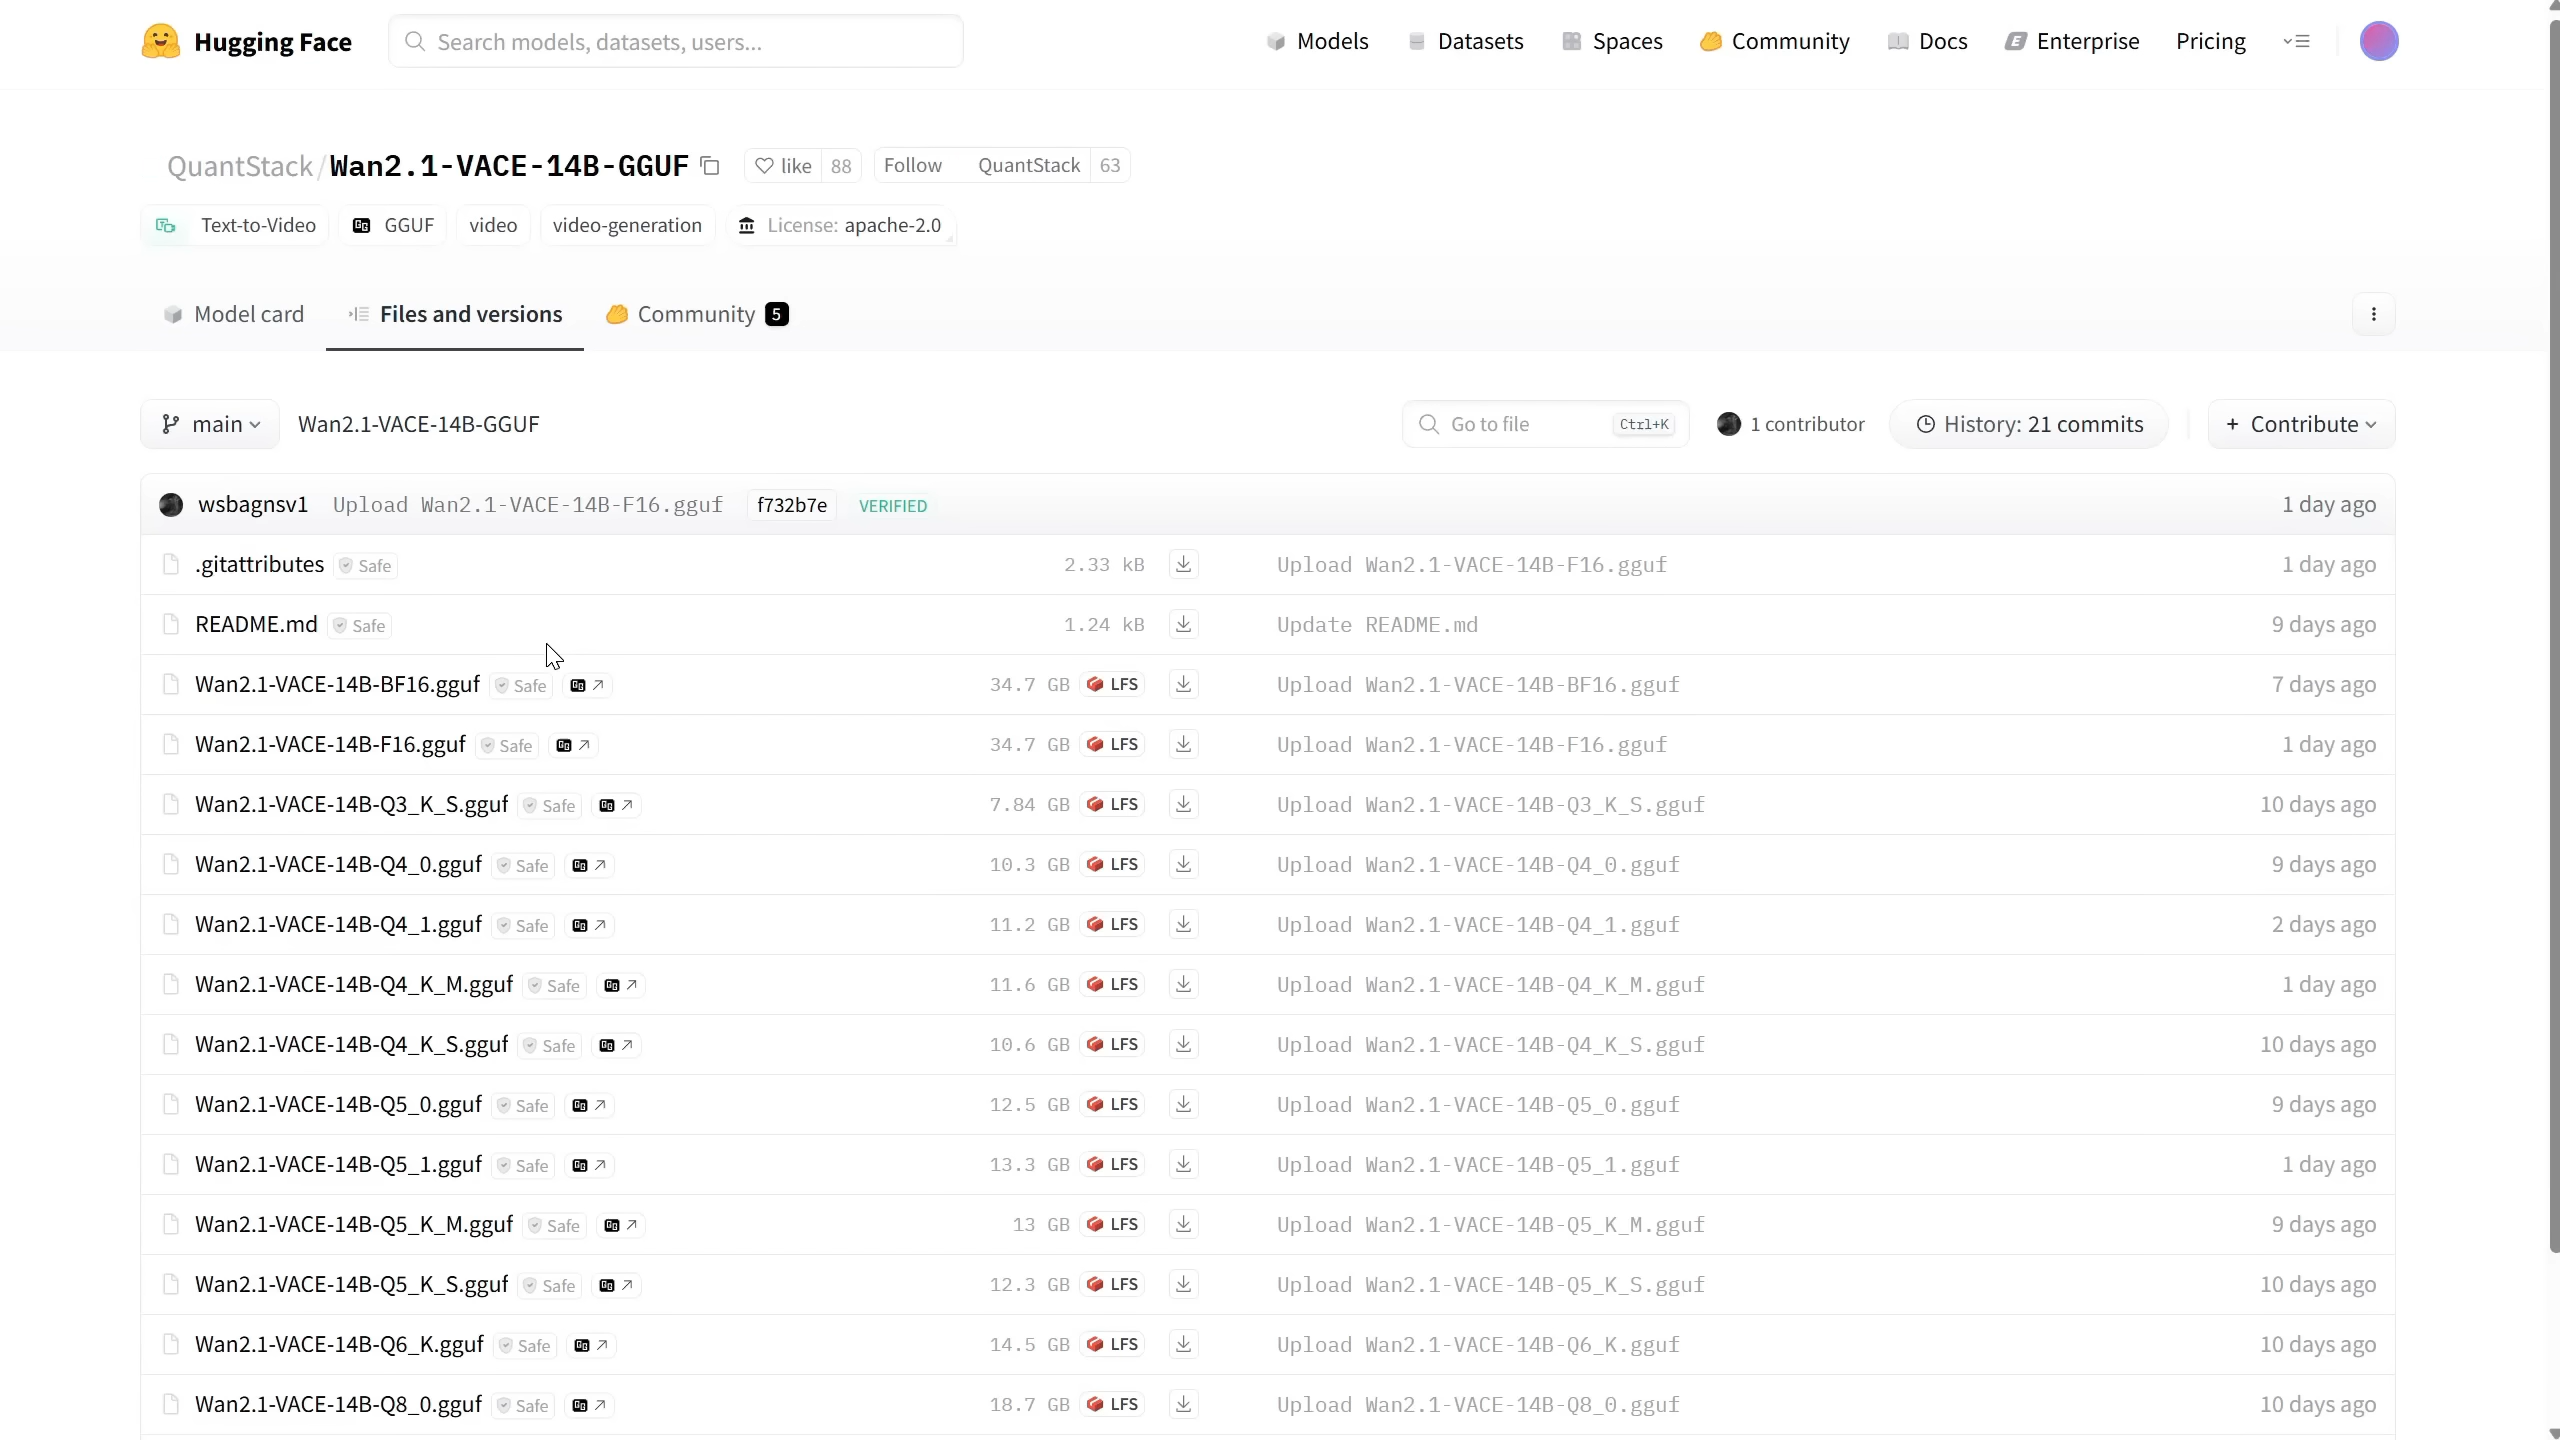 Hugging Face Search models, datasets, users... Models Datasets Spaces Community Docs Enterprise Pricing
QuantStack/Wan2.1-VACE-14B-GGUF like 88 Follow QuantStack 63
Text-to-Video GGUF video video-generation License: apache-2.0
Model card Files and versions Community 5
main Wan2.1-VACE-14B-GGUF Go to file Ctrl+K 1 contributor History: 21 commits + Contribute
wsbagnsv1 Upload Wan2.1-VACE-14B-F16.gguf f732b7e VERIFIED 1 day ago
.gitattributes Safe 2.33 kB Upload Wan2.1-VACE-14B-F16.gguf 1 day ago
README.md Safe 1.24 kB Update README.md 9 days ago
Wan2.1-VACE-14B-BF16.gguf Safe 34.7 GB LFS Upload Wan2.1-VACE-14B-BF16.gguf 7 days ago
Wan2.1-VACE-14B-F16.gguf Safe 34.7 GB LFS Upload Wan2.1-VACE-14B-F16.gguf 1 day ago
Wan2.1-VACE-14B-Q3_K_S.gguf Safe 7.84 GB LFS Upload Wan2.1-VACE-14B-Q3_K_S.gguf 10 days ago
Wan2.1-VACE-14B-Q4_0.gguf Safe 10.3 GB LFS Upload Wan2.1-VACE-14B-Q4_0.gguf 9 days ago
Wan2.1-VACE-14B-Q4_1.gguf Safe 11.2 GB LFS Upload Wan2.1-VACE-14B-Q4_1.gguf 2 days ago
Wan2.1-VACE-14B-Q4_K_M.gguf Safe 11.6 GB LFS Upload Wan2.1-VACE-14B-Q4_K_M.gguf 1 day ago
Wan2.1-VACE-14B-Q4_K_S.gguf Safe 10.6 GB LFS Upload Wan2.1-VACE-14B-Q4_K_S.gguf 10 days ago
Wan2.1-VACE-14B-Q5_0.gguf Safe 12.5 GB LFS Upload Wan2.1-VACE-14B-Q5_0.gguf 9 days ago
Wan2.1-VACE-14B-Q5_1.gguf Safe 13.3 GB LFS Upload Wan2.1-VACE-14B-Q5_1.gguf 1 day ago
Wan2.1-VACE-14B-Q5_K_M.gguf Safe 13 GB LFS Upload Wan2.1-VACE-14B-Q5_K_M.gguf 9 days ago
Wan2.1-VACE-14B-Q5_K_S.gguf Safe 12.3 GB LFS Upload Wan2.1-VACE-14B-Q5_K_S.gguf 10 days ago
Wan2.1-VACE-14B-Q6_K.gguf Safe 14.5 GB LFS Upload Wan2.1-VACE-14B-Q6_K.gguf 10 days ago
Wan2.1-VACE-14B-Q8_0.gguf Safe 18.7 GB LFS Upload Wan2.1-VACE-14B-Q8_0.gguf 10 days ago